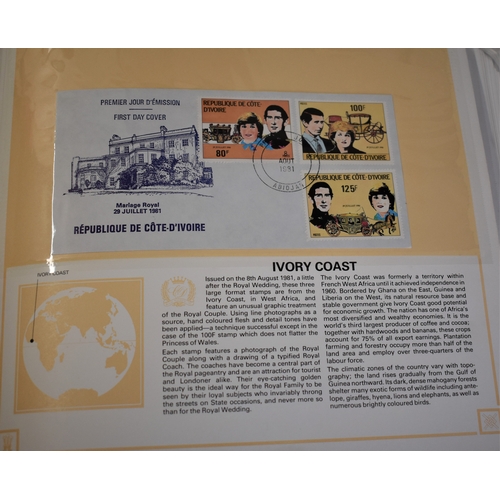 PREMIER JOUR D'ÉMISSION
FIRST DAY COVER
Mariage Royal
29 JUILLET 1981
RÉPUBLIQUE DE CÔTE-D'IVOIRE
RÉPUBLIQUE DE CÔTE-D'IVOIRE
80F
100F
RÉPUBLIQUE DE CÔTE-D'IVOIRE
AOUT
1981
ABIDJAN
RÉPUBLIQUE DE CÔTE-D'IVOIRE
125F
IVORY COAST
IVORY COAST
Issued on the 8th August 1981, a little
after the Royal Wedding, these three
large format stamps are from the
Ivory Coast, in West Africa, and
feature an unusual graphic treatment
of the Royal Couple. Using line photographs as a
source, hand coloured flesh and detail tones have
been applied—a technique successful except in the
case of the 100F stamp which does not flatter the
Princess of Wales.
Each stamp features a photograph of the Royal
Couple along with a drawing of a typified Royal
Coach. The coaches have become a central part of
the Royal pageantry and are an attraction for tourist
and Londoner alike. Their eye-catching golden
beauty is the ideal way for the Royal Family to be
seen by their loyal subjects who invariably throng
the streets on State occasions, and never more so
than for the Royal Wedding.
The Ivory Coast was formerly a territory within
French West Africa until it achieved independence in
1960. Bordered by Ghana on the East, Guinea and
Liberia on the West, its natural resource base and
stable government give Ivory Coast good potential
for economic growth. The nation has one of Africa's
most diversified and wealthy economies. It is the
world's third largest producer of coffee and cocoa;
together with hardwoods and bananas, these crops
account for 75% of all export earnings. Plantation
farming and forestry occupy more than half of the
land area and employ over three-quarters of the
labour force.
The climatic zones of the country vary with topo-
graphy; the land rises gradually from the Gulf of
Guinea northward. Its dark, dense mahogany forests
shelter many exotic forms of wildlife including ante-
lope, giraffes, hyena, lions and elephants, as well as
numerous brightly coloured birds.